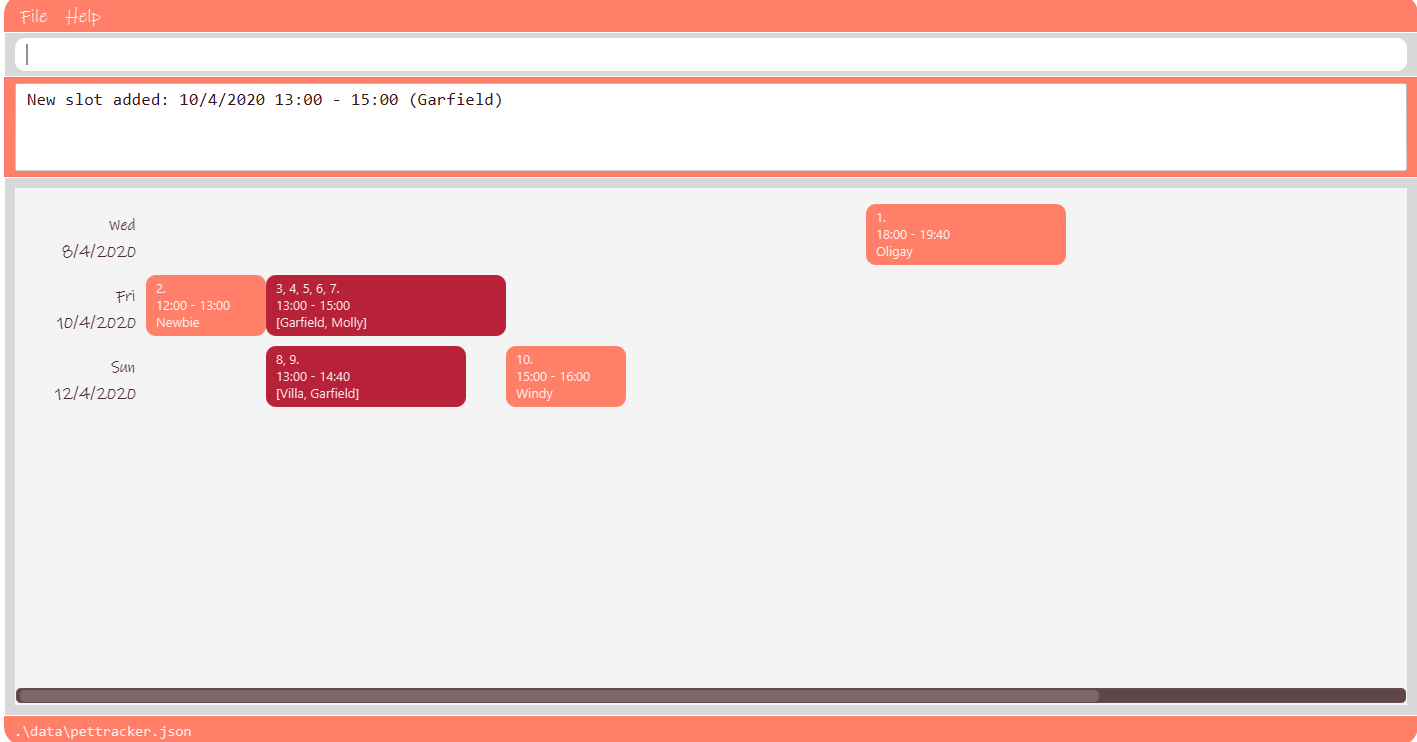 File Help
New slot added: 10/4/2020 13:00 - 15:00 (Garfield)
Wed
8/4/2020
1.
18:00 - 19:40
Oligay
Fri
10/4/2020
2.
12:00 - 13:00
Newbie
3, 4, 5, 6, 7.
13:00 - 15:00
[Garfield, Molly]
Sun
12/4/2020
8, 9.
13:00 - 14:40
[Villa, Garfield]
10.
15:00 - 16:00
Windy
.\data\pettracker.json